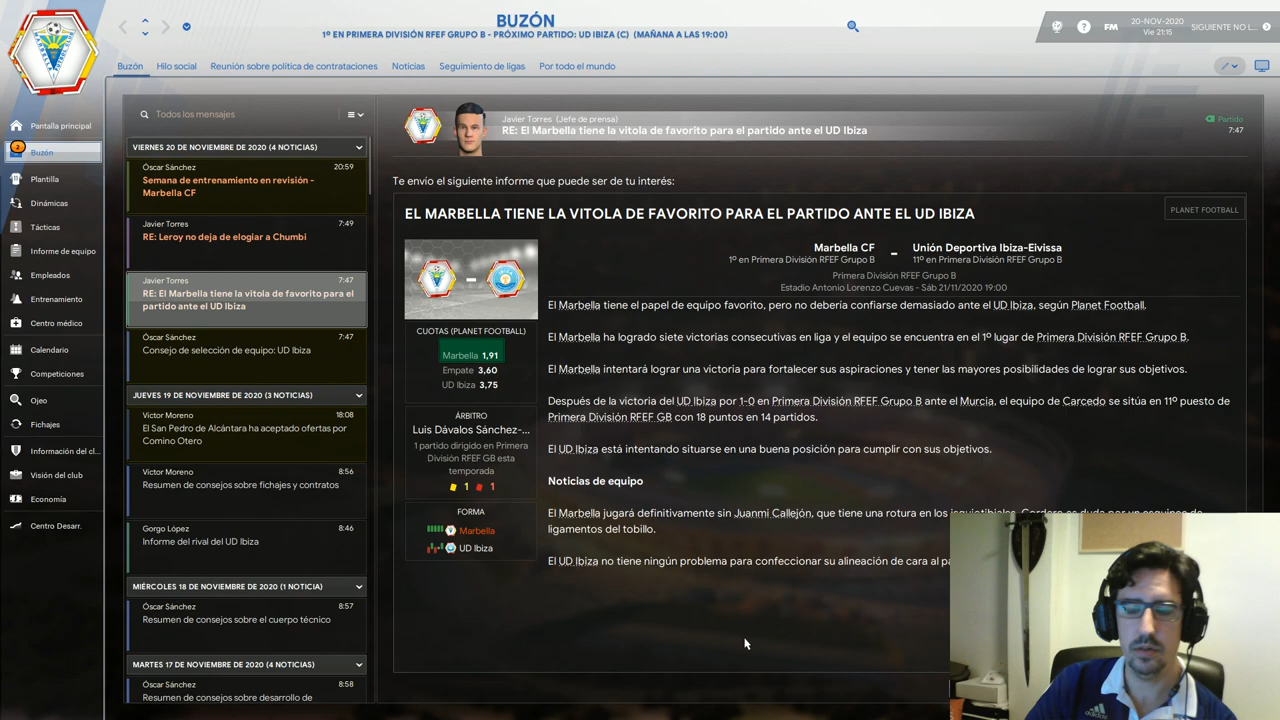 BUZÓN
1º EN PRIMERA DIVISIÓN RFEF GRUPO B - PRÓXIMO PARTIDO: UD IBIZA (C) (MAÑANA A LAS 19:00)
FM
20-NOV-2020
Vie 21:15
SIGUIENTE NO L...
Buzón
Hilo social
Reunión sobre política de contrataciones
Noticias
Seguimiento de ligas
Por todo el mundo
Pantalla principal
2
Buzón
Plantilla
Dinámicas
Tácticas
Informe de equipo
Empleados
Entrenamiento
Centro médico
Calendario
Competiciones
Ojeo
Fichajes
Información del cl...
Visión del club
Economía
Centro Desarr.
Todos los mensajes
VIERNES 20 DE NOVIEMBRE DE 2020 (4 NOTICIAS)
Óscar Sánchez 20:59
Semana de entrenamiento en revisión -
Marbella CF
Javier Torres 7:49
RE: Leroy no deja de elogiar a Chumbi
Javier Torres 7:47
RE: El Marbella tiene la vitola de favorito para el
partido ante el UD Ibiza
Óscar Sánchez 7:47
Consejo de selección de equipo: UD Ibiza
JUEVES 19 DE NOVIEMBRE DE 2020 (3 NOTICIAS)
Víctor Moreno 18:08
El San Pedro de Alcántara ha aceptado ofertas por
Comino Otero
Víctor Moreno 8:56
Resumen de consejos sobre fichajes y contratos
Gorgo López 8:46
Informe del rival del UD Ibiza
MIÉRCOLES 18 DE NOVIEMBRE DE 2020 (1 NOTICIA)
Óscar Sánchez 8:57
Resumen de consejos sobre el cuerpo técnico
MARTES 17 DE NOVIEMBRE DE 2020 (4 NOTICIAS)
Óscar Sánchez 8:58
Resumen de consejos sobre desarrollo de
Javier Torres (Jefe de prensa)
RE: El Marbella tiene la vitola de favorito para el partido ante el UD Ibiza
Partido
7:47
Te envío el siguiente informe que puede ser de tu interés:
EL MARBELLA TIENE LA VITOLA DE FAVORITO PARA EL PARTIDO ANTE EL UD IBIZA
PLANET FOOTBALL
Marbella CF - Unión Deportiva Ibiza-Eivissa
1º en Primera División RFEF Grupo B 11º en Primera División RFEF Grupo B
Primera División RFEF Grupo B
Estadio Antonio Lorenzo Cuevas - Sáb 21/11/2020 19:00
CUOTAS (PLANET FOOTBALL)
Marbella 1,91
Empate 3,60
UD Ibiza 3,75
ÁRBITRO
Luis Dávalos Sánchez-...
1 partido dirigido en Primera
División RFEF GB esta
temporada
1 1
FORMA
Marbella
UD Ibiza
El Marbella tiene el papel de equipo favorito, pero no debería confiarse demasiado ante el UD Ibiza, según Planet Football.
El Marbella ha logrado siete victorias consecutivas en liga y el equipo se encuentra en el 1º lugar de Primera División RFEF Grupo B.
El Marbella intentará lograr una victoria para fortalecer sus aspiraciones y tener las mayores posibilidades de lograr sus objetivos.
Después de la victoria del UD Ibiza por 1-0 en Primera División RFEF Grupo B ante el Murcia, el equipo de Carcedo se sitúa en 11º puesto de
Primera División RFEF GB con 18 puntos en 14 partidos.
El UD Ibiza está intentando situarse en una buena posición para cumplir con sus objetivos.
Noticias de equipo
El Marbella jugará definitivamente sin Juanmi Callejón, que tiene una rotura en los isquiotibiales. Cordero es duda por un esguince de
ligamentos del tobillo.
El UD Ibiza no tiene ningún problema para confeccionar su alineación de cara al
adidas